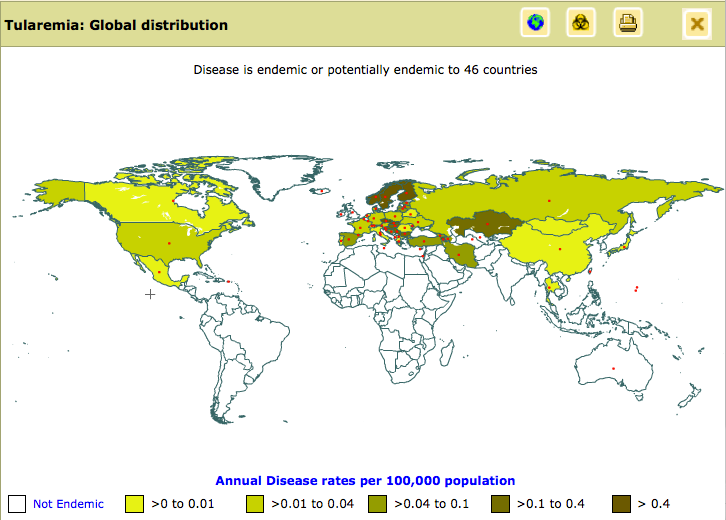 Tularemia: Global distribution
Disease is endemic or potentially endemic to 46 countries
Annual Disease rates per 100,000 population
Not Endemic >0 to 0.01 >0.01 to 0.04 >0.04 to 0.1 >0.1 to 0.4 > 0.4